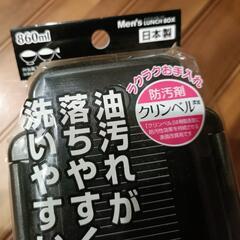 860ml
Men's
LUNCH BOX
日本製
ラクラクお手入れ
防汚剤
クリンベル
油汚れが
落ちやすく
洗いやす